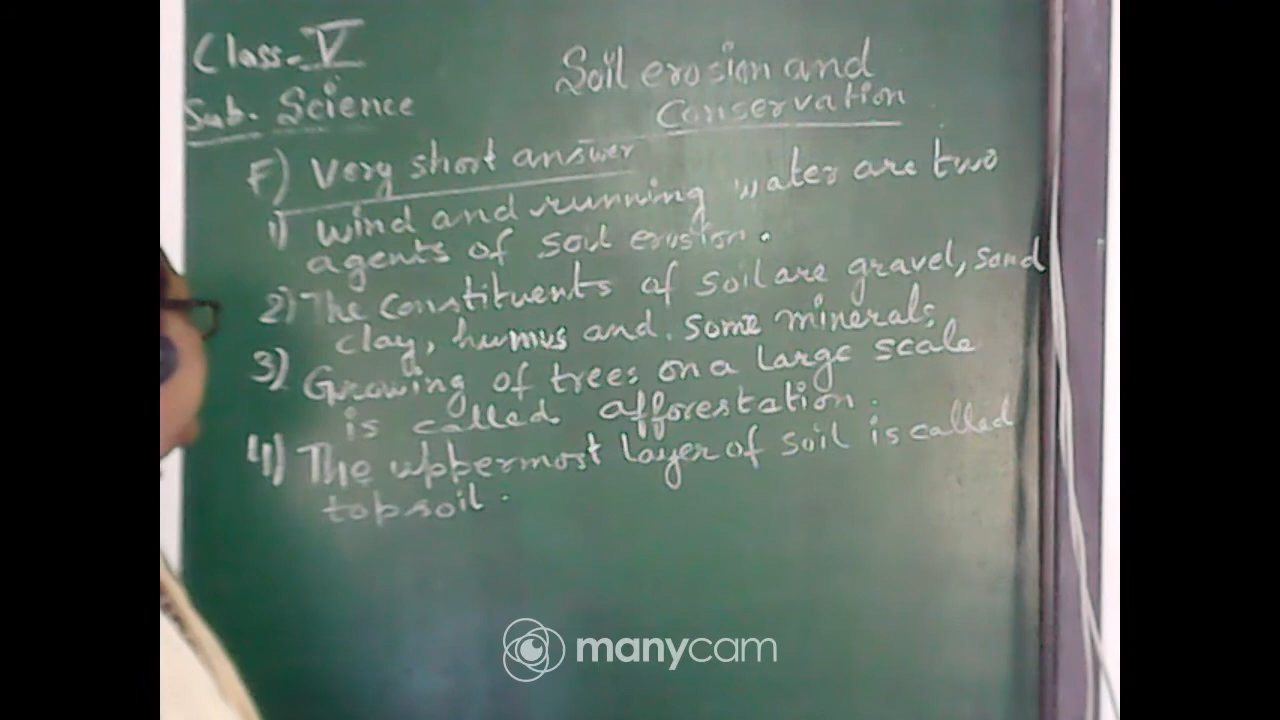 Class-V
Sub. Science
Soil erosion and
Conservation
F) Very short answer
1) Wind and running water are two
agents of soil erosion.
2) The constituents of soil are gravel, sand
clay, humus and some minerals
3) Growing of trees on a large scale
is called afforestation.
4) The uppermost layer of soil is called
topsoil.
manycam